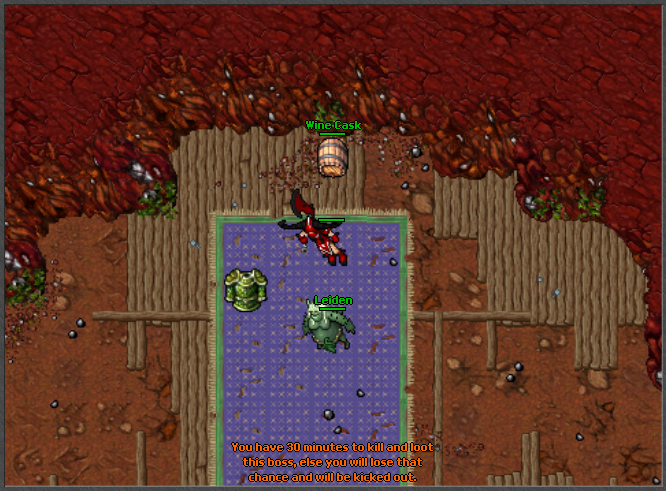 Wine Cask
Leiden
You have 30 minutes to kill and loot
this boss, else you will lose that
chance and will be kicked out.